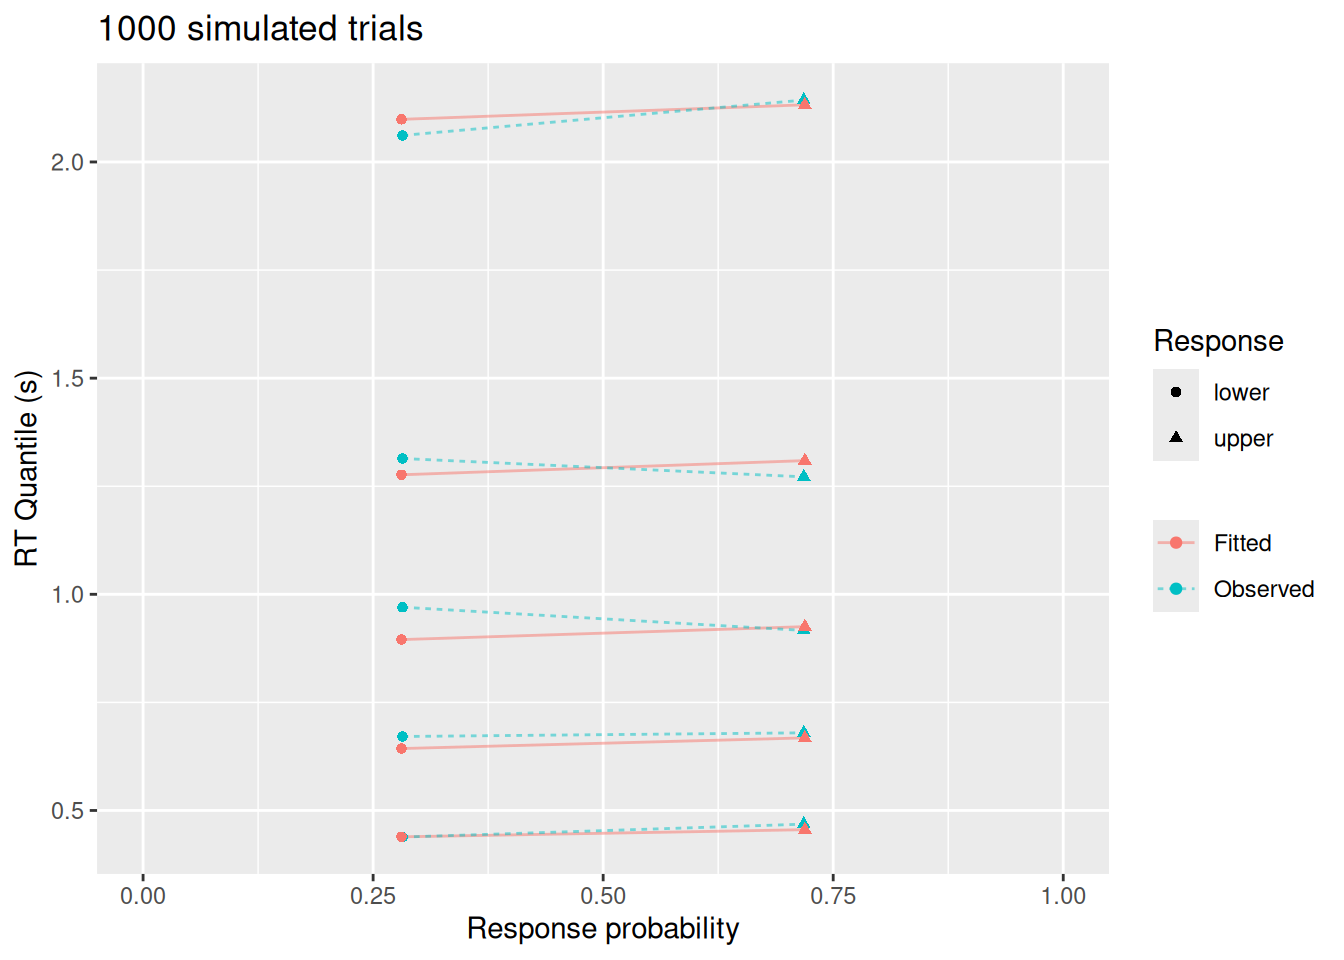 1000 simulated trials
RT Quantile (s)
2.0
1.5
1.0
0.5
0.00
0.25
0.50
0.75
1.00
Response probability
Response
lower
upper
Fitted
Observed